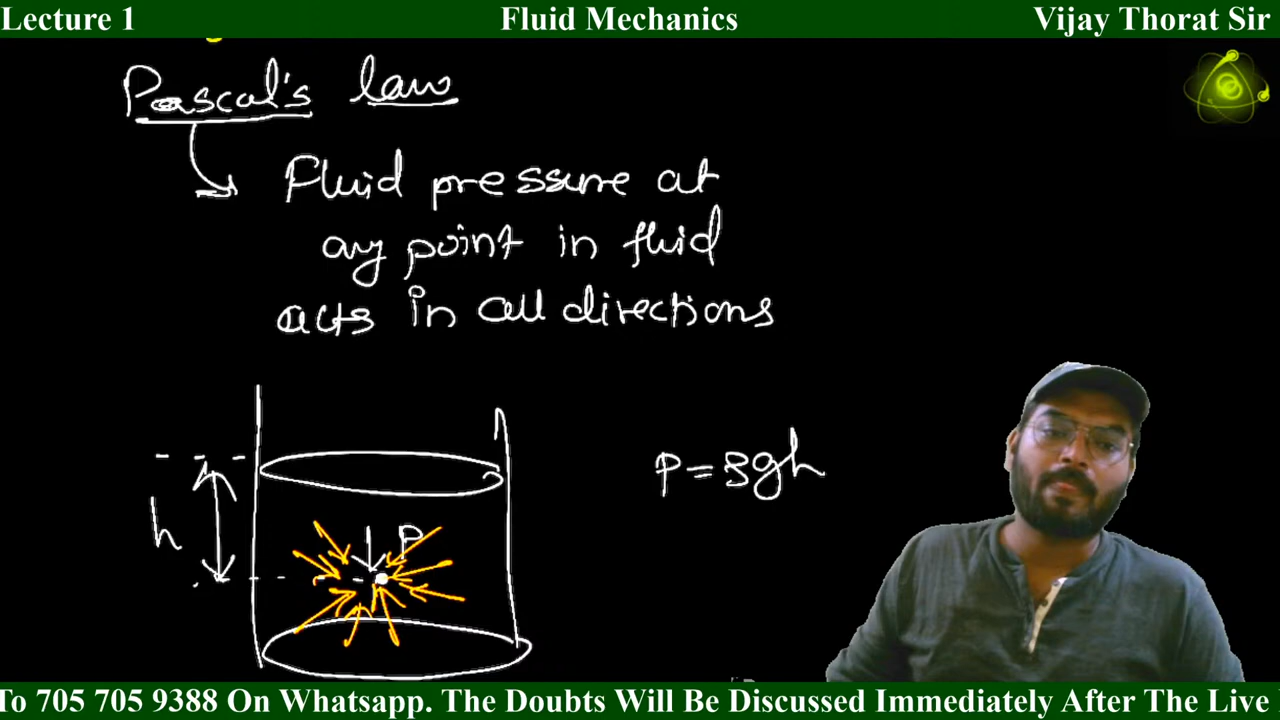 Lecture 1 Fluid Mechanics Vijay Thorat Sir
Pascal's law
Fluid pressure at
any point in fluid
acts in all directions
P = ρgh
h
P
To 705 705 9388 On Whatsapp. The Doubts Will Be Discussed Immediately After The Live